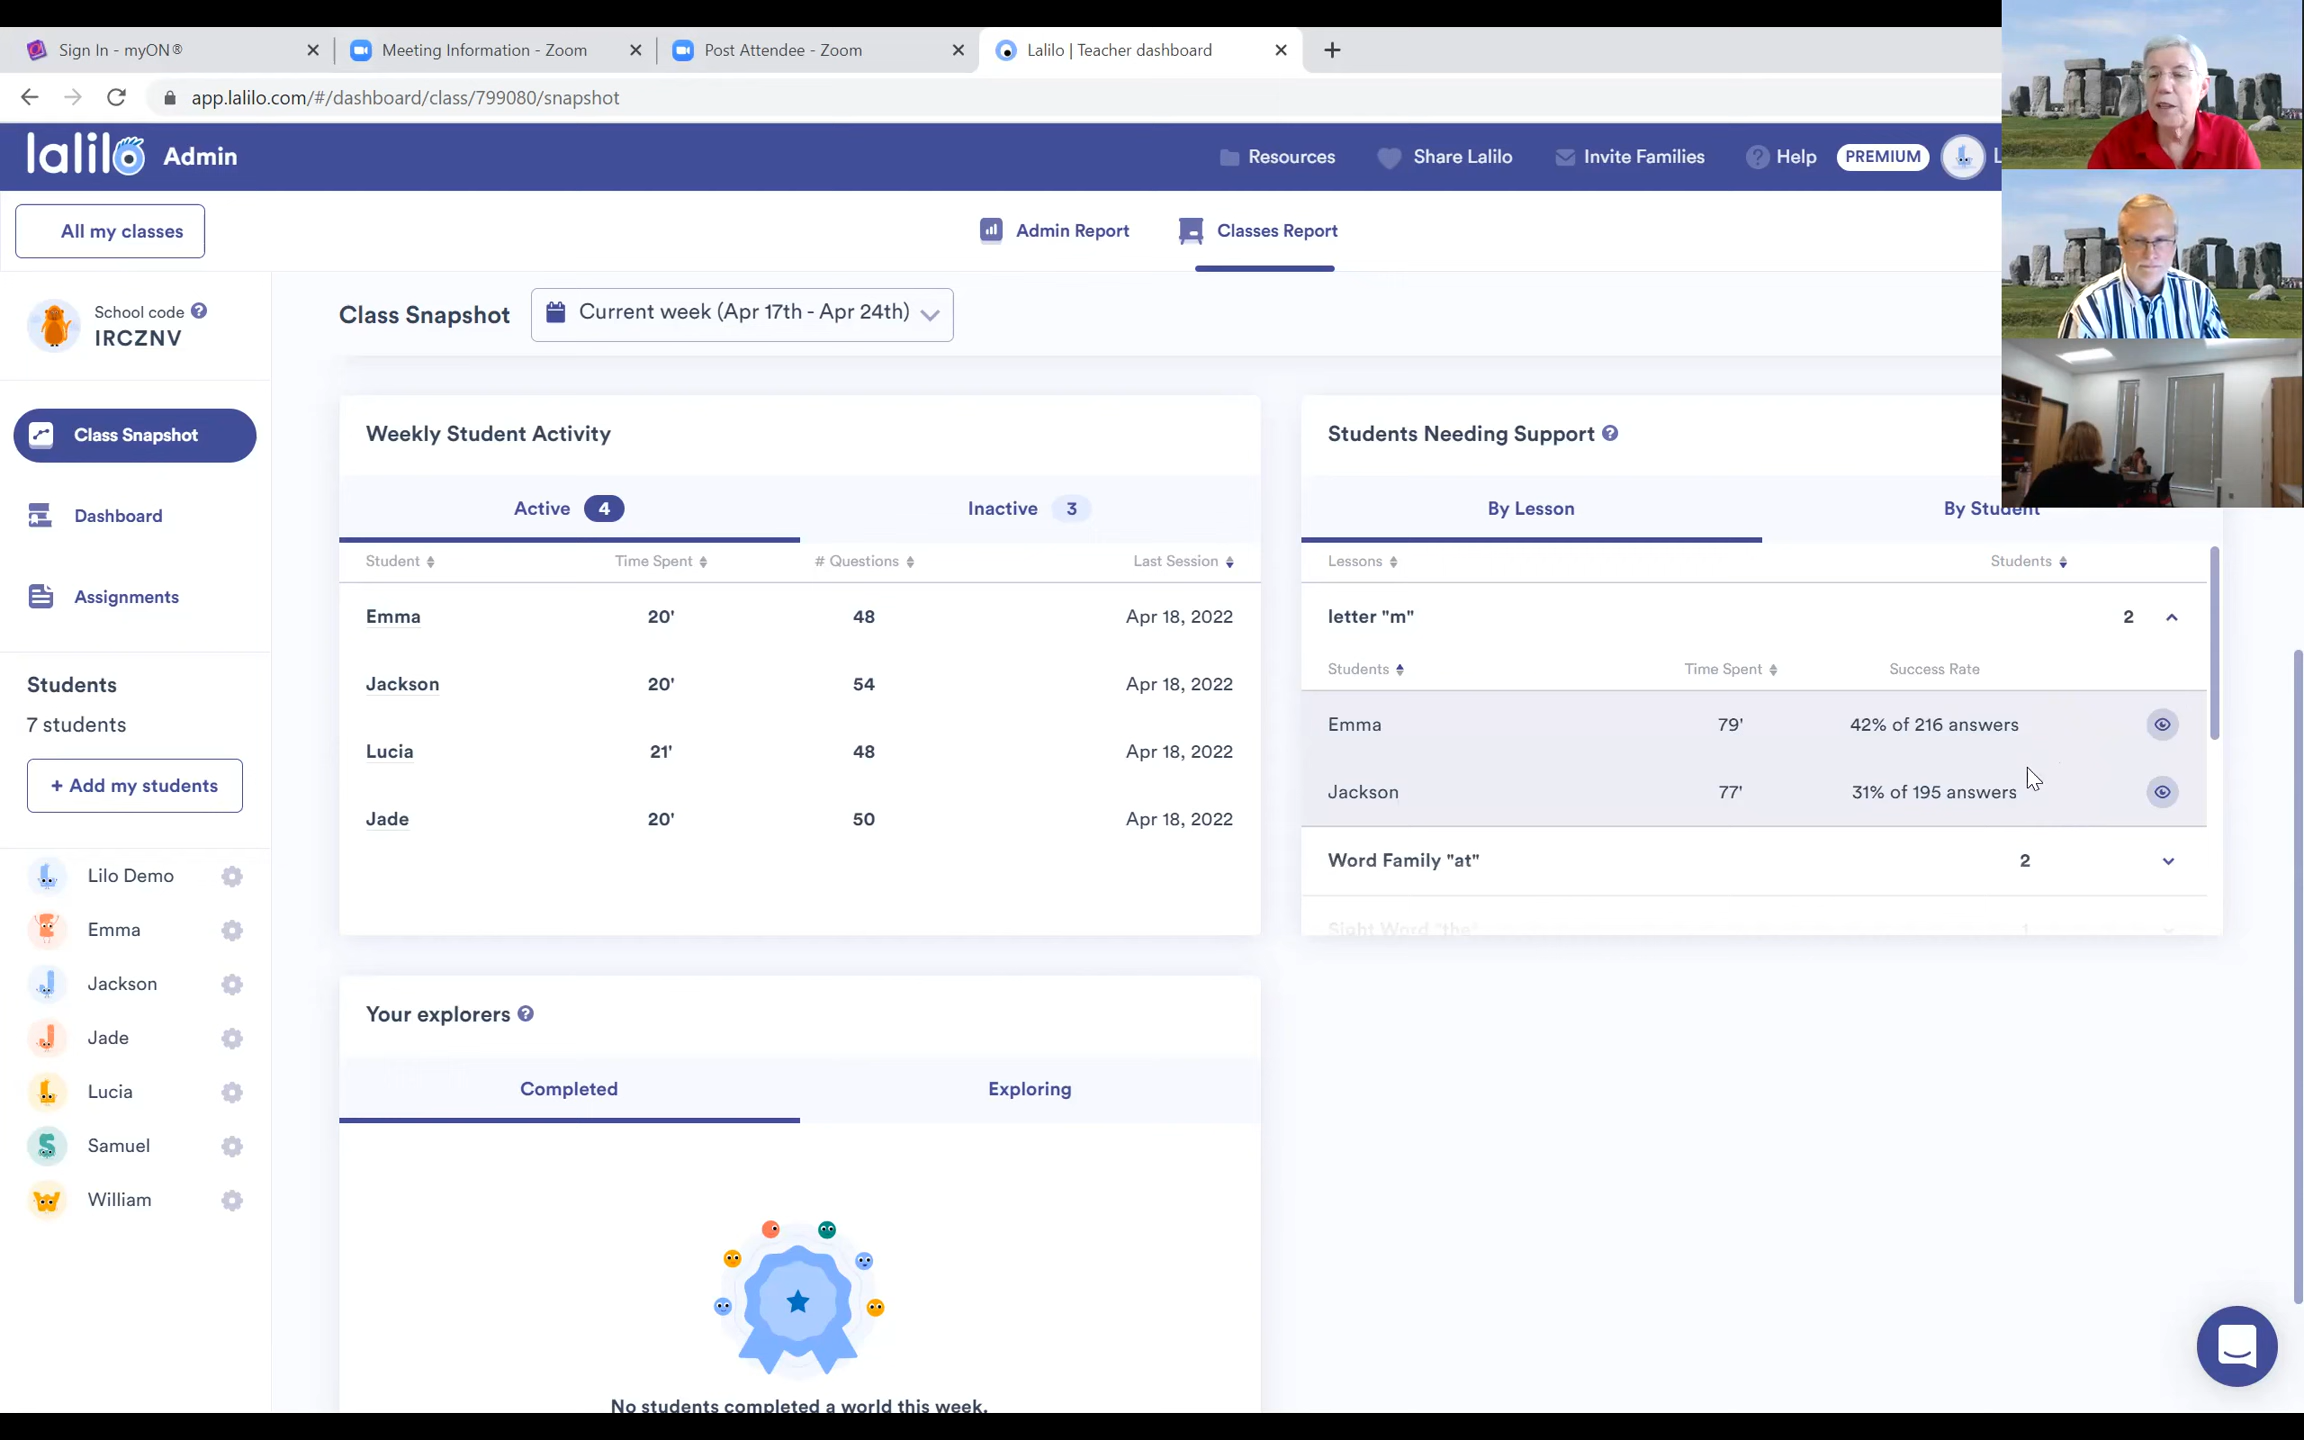 Sign In - myON®
Meeting Information - Zoom
Post Attendee - Zoom
Lalilo | Teacher dashboard
app.lalilo.com/#/dashboard/class/799080/snapshot
lalilo Admin
Resources
Share Lalilo
Invite Families
Help
PREMIUM
L
All my classes
Admin Report
Classes Report
School code
IRCZNV
Class Snapshot
Current week (Apr 17th - Apr 24th)
Class Snapshot
Dashboard
Assignments
Students
7 students
+ Add my students
Lilo Demo
Emma
Jackson
Jade
Lucia
Samuel
William
Weekly Student Activity
Active 4
Inactive 3
Student Time Spent # Questions Last Session
Emma 20' 48 Apr 18, 2022
Jackson 20' 54 Apr 18, 2022
Lucia 21' 48 Apr 18, 2022
Jade 20' 50 Apr 18, 2022
Students Needing Support
By Lesson
By Student
Lessons Students
letter "m" 2
Students Time Spent Success Rate
Emma 79' 42% of 216 answers
Jackson 77' 31% of 195 answers
Word Family "at" 2
Sight Word "the" 1
Your explorers
Completed
Exploring
No students completed a world this week.